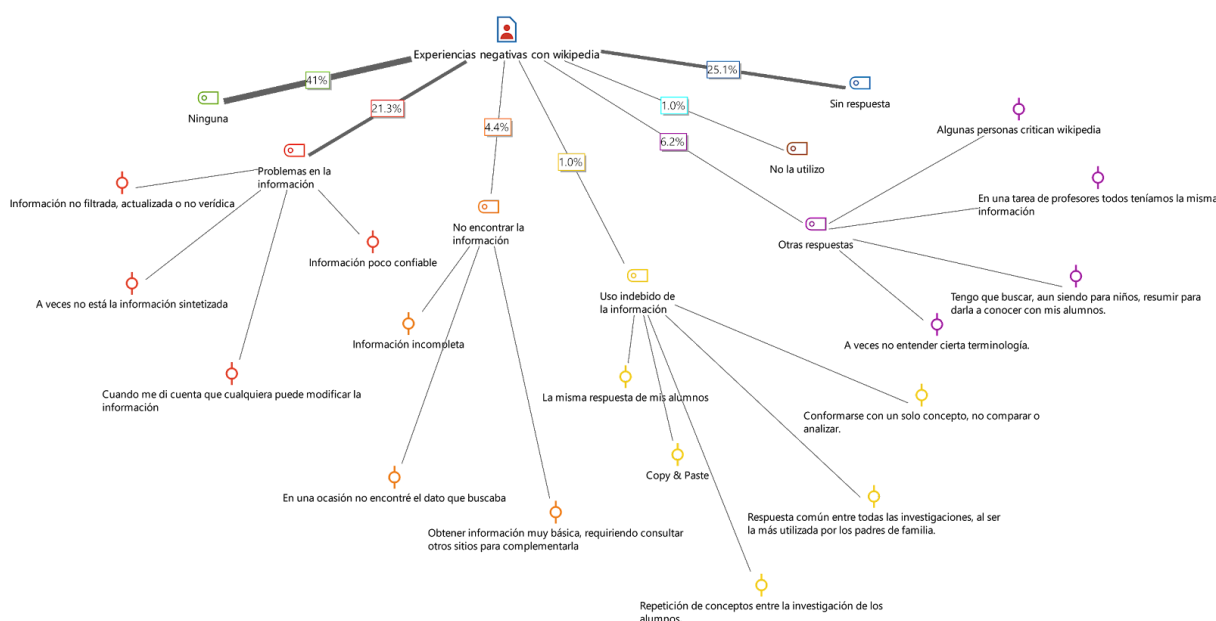 Experiencias negativas con wikipedia
41%
21.3%
4.4%
1.0%
6.2%
1.0%
25.1%
Ninguna
Sin respuesta
No la utilizo
Problemas en la
información
Información no filtrada, actualizada o no verídica
Información poco confiable
A veces no está la información sintetizada
Cuando me di cuenta que cualquiera puede modificar la
información
No encontrar la
información
Información incompleta
En una ocasión no encontré el dato que buscaba
Obtener información muy básica, requiriendo consultar
otros sitios para complementarla
Uso indebido de
la información
La misma respuesta de mis alumnos
Copy & Paste
Conformarse con un solo concepto, no comparar o
analizar.
Respuesta común entre todas las investigaciones, al ser
la más utilizada por los padres de familia.
Repetición de conceptos entre la investigación de los
alumnos
Otras respuestas
Algunas personas critican wikipedia
En una tarea de profesores todos teníamos la misma
información
Tengo que buscar, aun siendo para niños, resumir para
darla a conocer con mis alumnos.
A veces no entender cierta terminología.